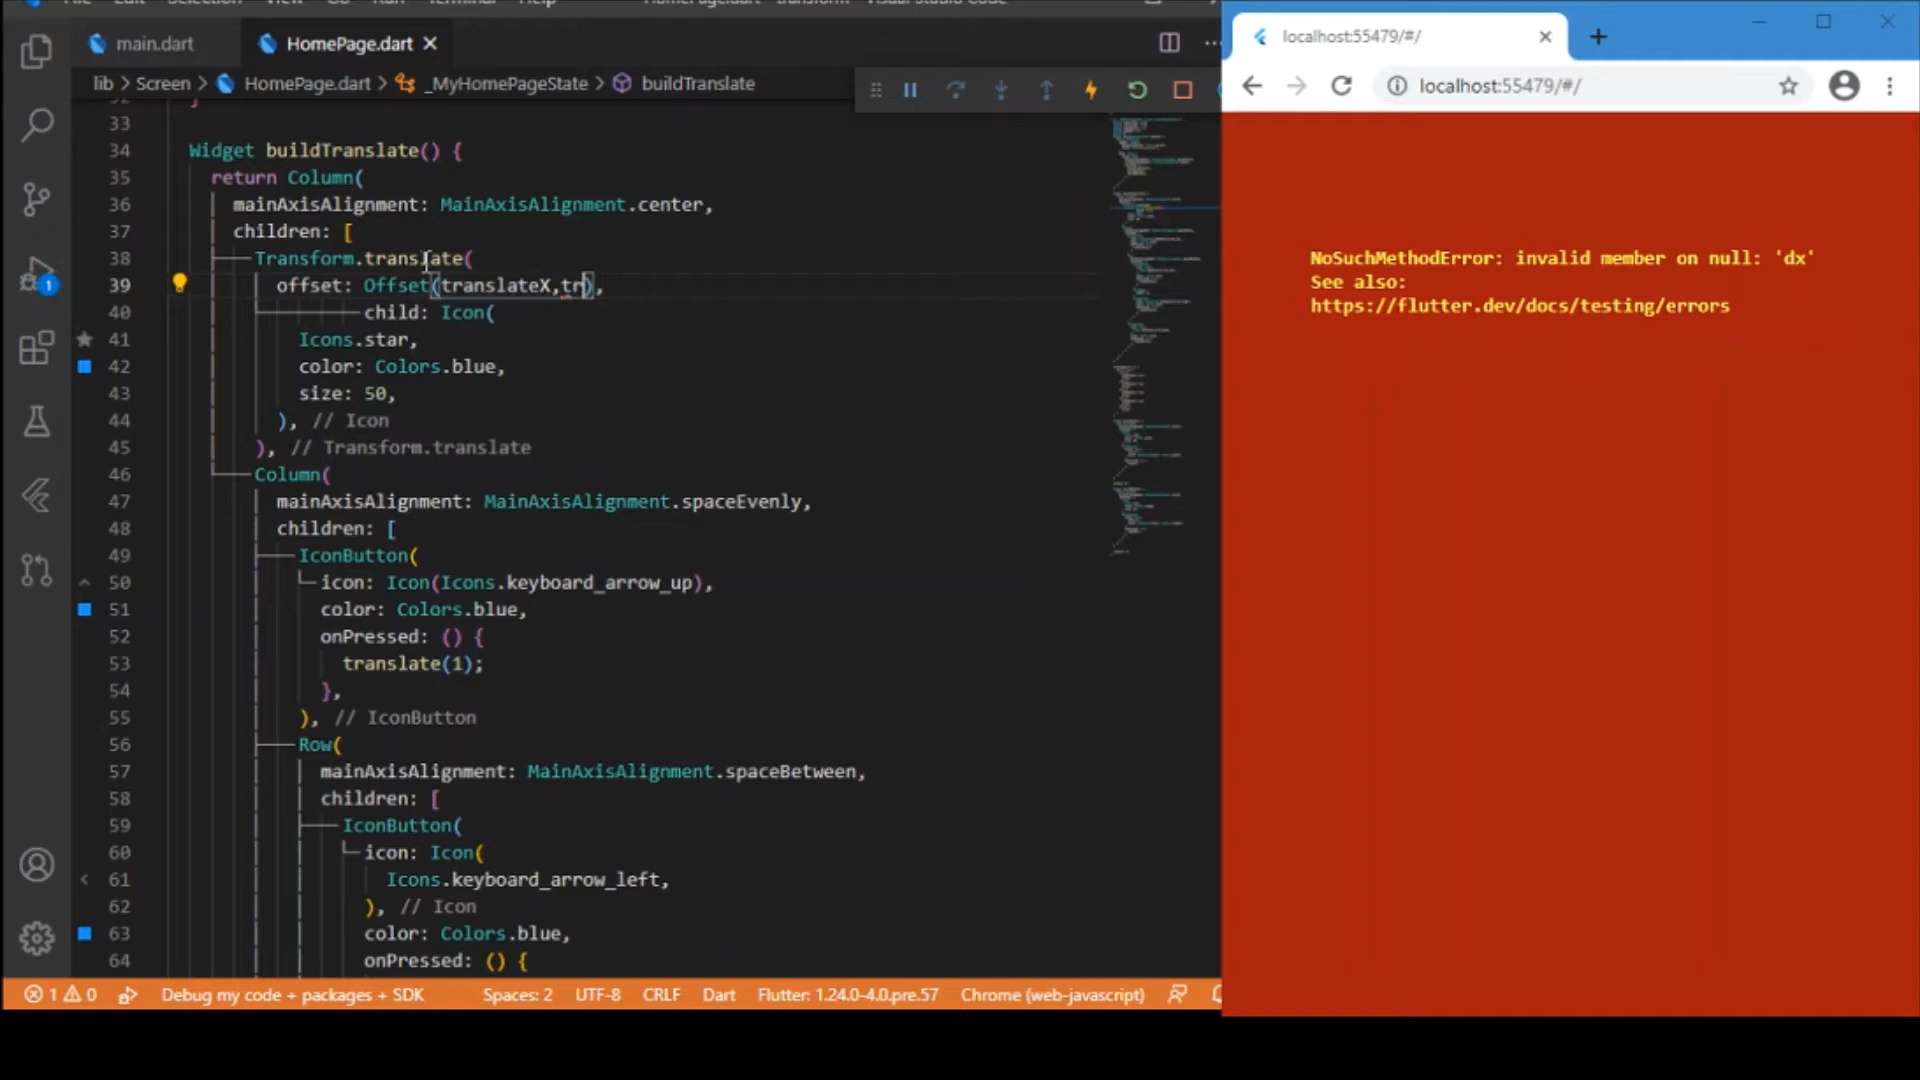 main.dart
HomePage.dart
lib > Screen > HomePage.dart > _MyHomePageState > buildTranslate
33
34 Widget buildTranslate() {
35 return Column(
36 mainAxisAlignment: MainAxisAlignment.center,
37 children: [
38 Transform.translate(
39 offset: Offset(translateX,tr),
40 child: Icon(
41 Icons.star,
42 color: Colors.blue,
43 size: 50,
44 ), // Icon
45 ), // Transform.translate
46 Column(
47 mainAxisAlignment: MainAxisAlignment.spaceEvenly,
48 children: [
49 IconButton(
50 icon: Icon(Icons.keyboard_arrow_up),
51 color: Colors.blue,
52 onPressed: () {
53 translate(1);
54 },
55 ), // IconButton
56 Row(
57 mainAxisAlignment: MainAxisAlignment.spaceBetween,
58 children: [
59 IconButton(
60 icon: Icon(
61 Icons.keyboard_arrow_left,
62 ), // Icon
63 color: Colors.blue,
64 onPressed: () {
1
1 0 Debug my code + packages + SDK Spaces: 2 UTF-8 CRLF Dart Flutter: 1.24.0-4.0.pre.57 Chrome (web-javascript)
localhost:55479/#/
localhost:55479/#/
NoSuchMethodError: invalid member on null: 'dx'
See also:
https://flutter.dev/docs/testing/errors